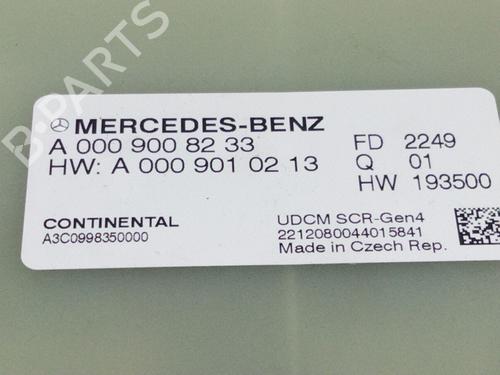 B-PARTS
MERCEDES-BENZ
A 000 900 82 33
HW: A 000 901 02 13
FD 2249
Q 01
HW 193500
CONTINENTAL
A3C0998350000
UDCM SCR-Gen4
2212080044015841
Made in Czech Rep.